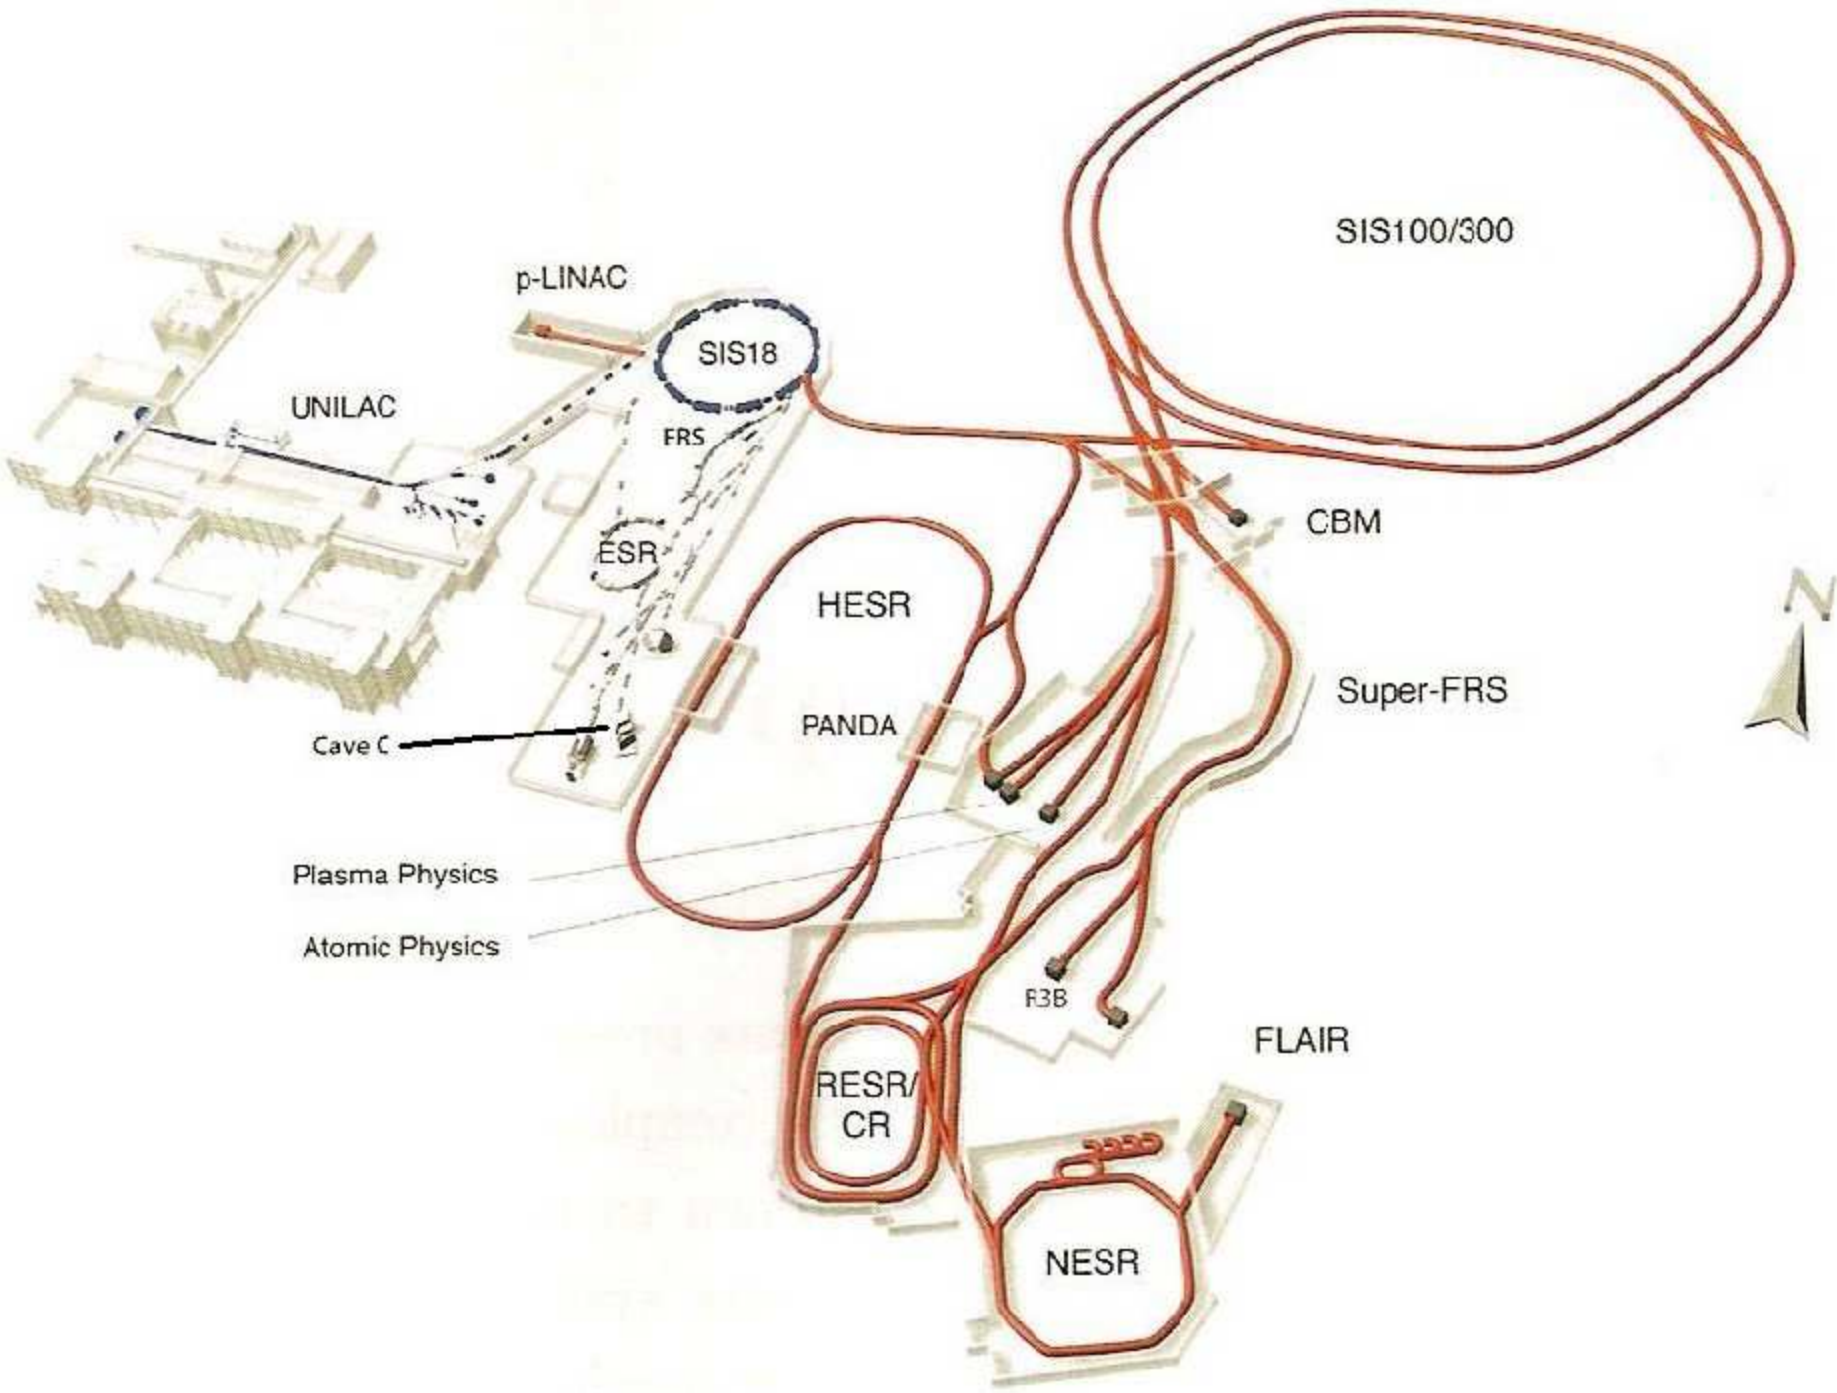 SIS100/300
p-LINAC
SIS18
UNILAC
FRS
CBM
ESR
HESR
N
Super-FRS
PANDA
Cave C
Plasma Physics
Atomic Physics
R3B
FLAIR
RESR/
CR
NESR